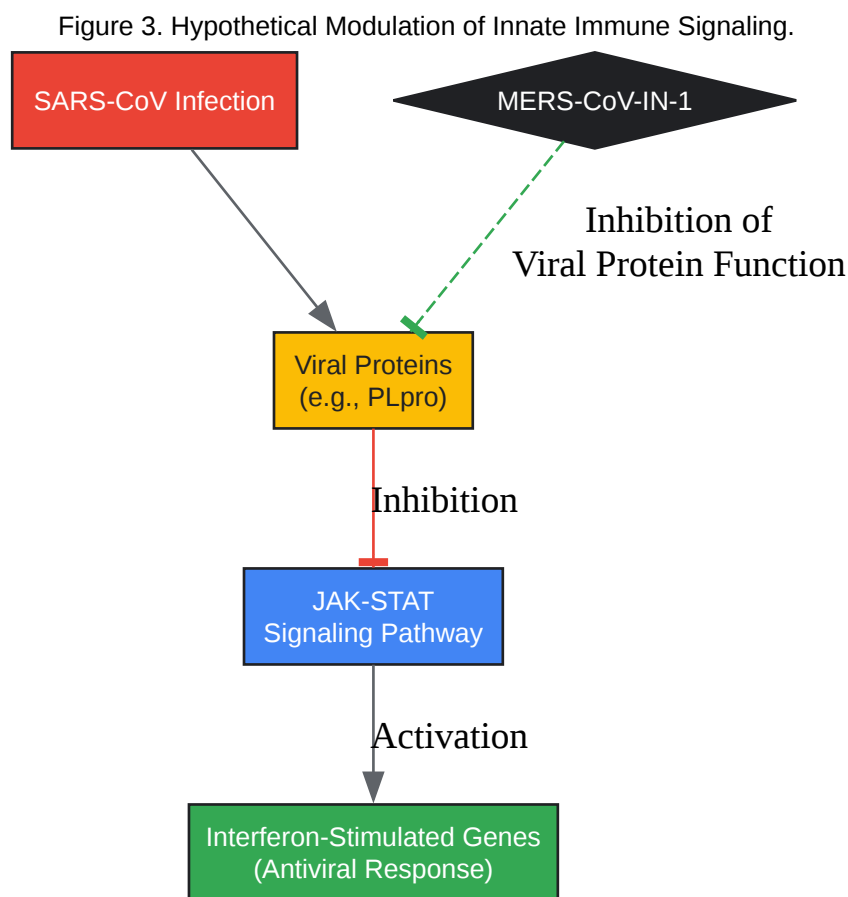 Figure 3. Hypothetical Modulation of Innate Immune Signaling.
SARS-CoV Infection
MERS-CoV-IN-1
Inhibition of
Viral Protein Function
Viral Proteins
(e.g., PLpro)
Inhibition
JAK-STAT
Signaling Pathway
Activation
Interferon-Stimulated Genes
(Antiviral Response)